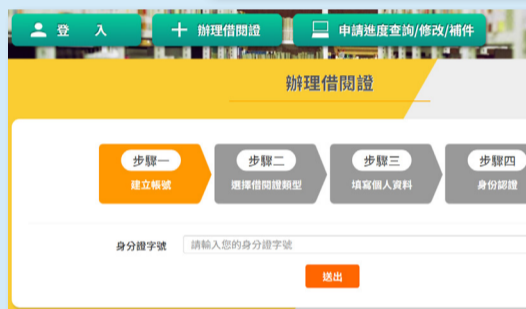 登 入
辦理借閱證
申請進度查詢/修改/補件
辦理借閱證
步驟一
建立帳號
步驟二
選擇借閱證類型
步驟三
填寫個人資料
步驟四
身份認證
身分證字號
請輸入您的身分證字號
送出